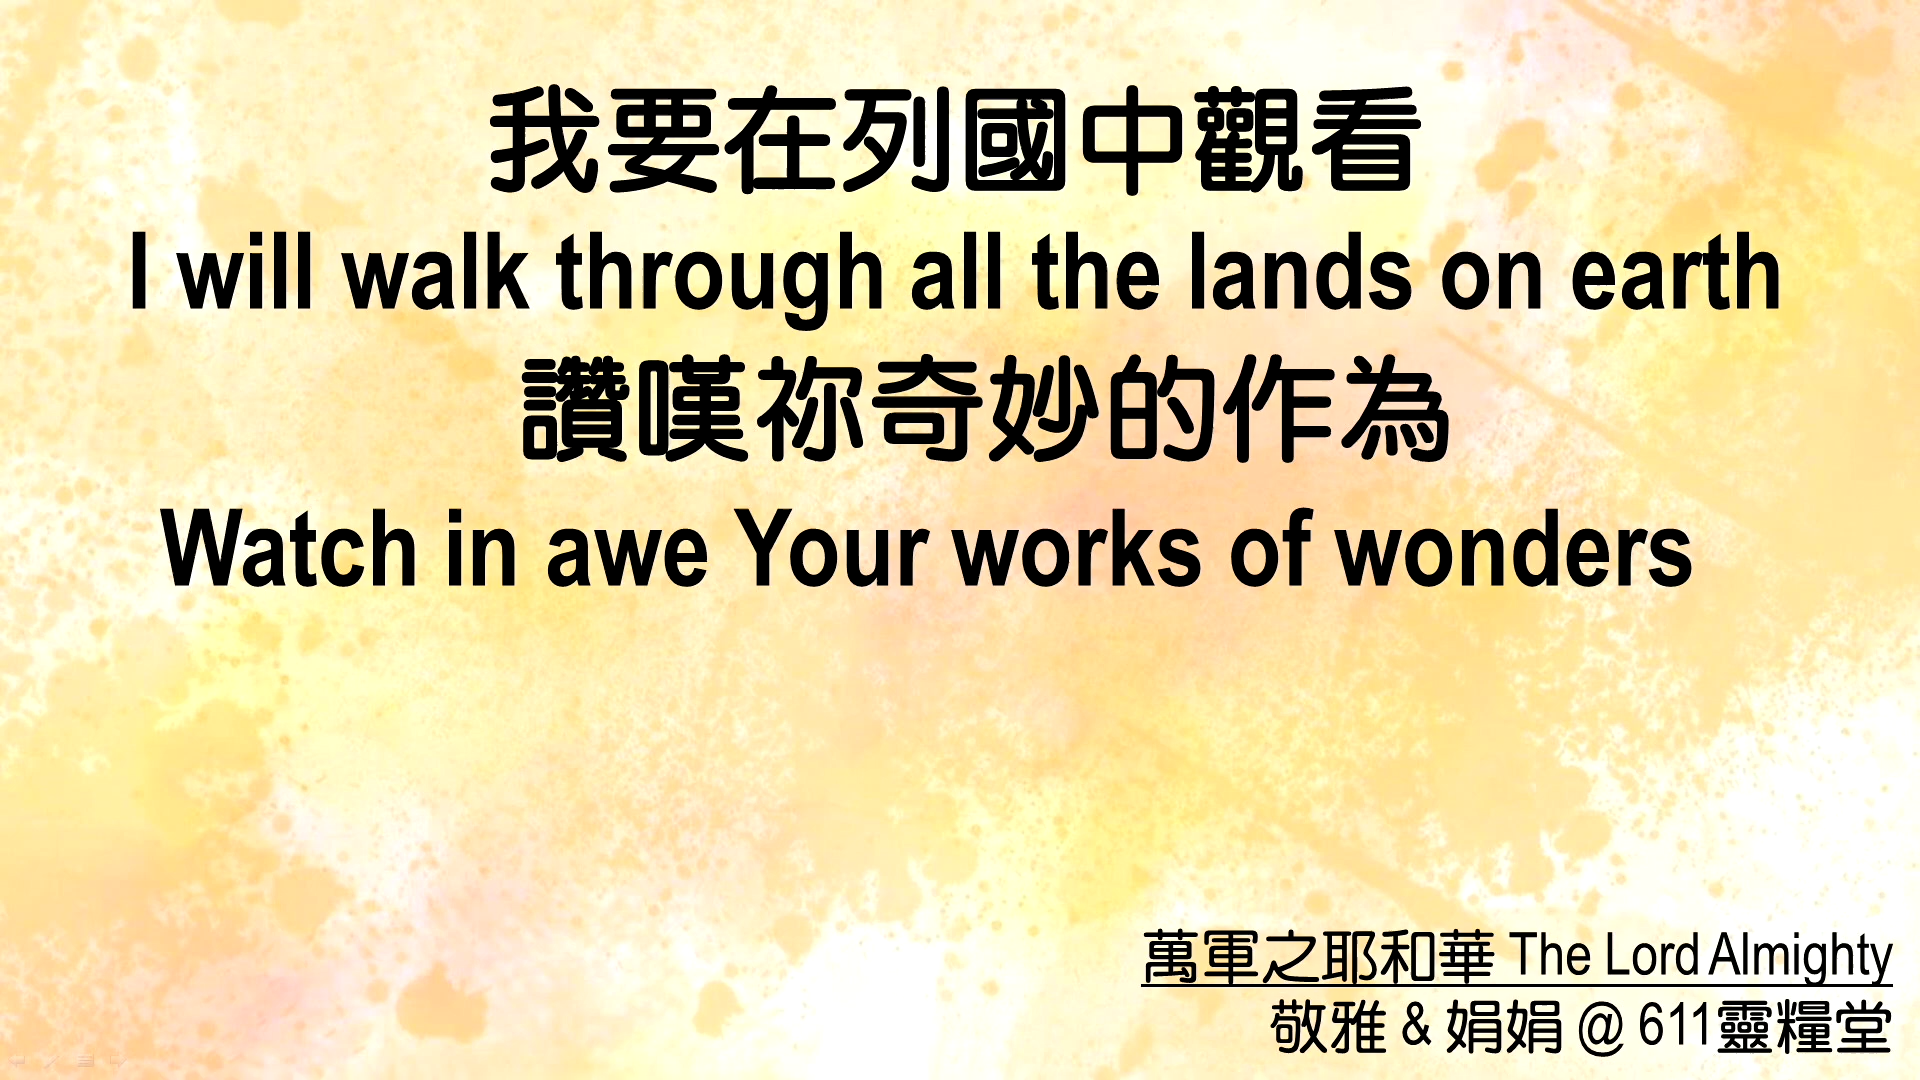 我要在列國中觀看
I will walk through all the lands on earth
讚嘆祢奇妙的作為
Watch in awe Your works of wonders
萬軍之耶和華 The Lord Almighty
敬雅 & 娟娟 @ 611靈糧堂